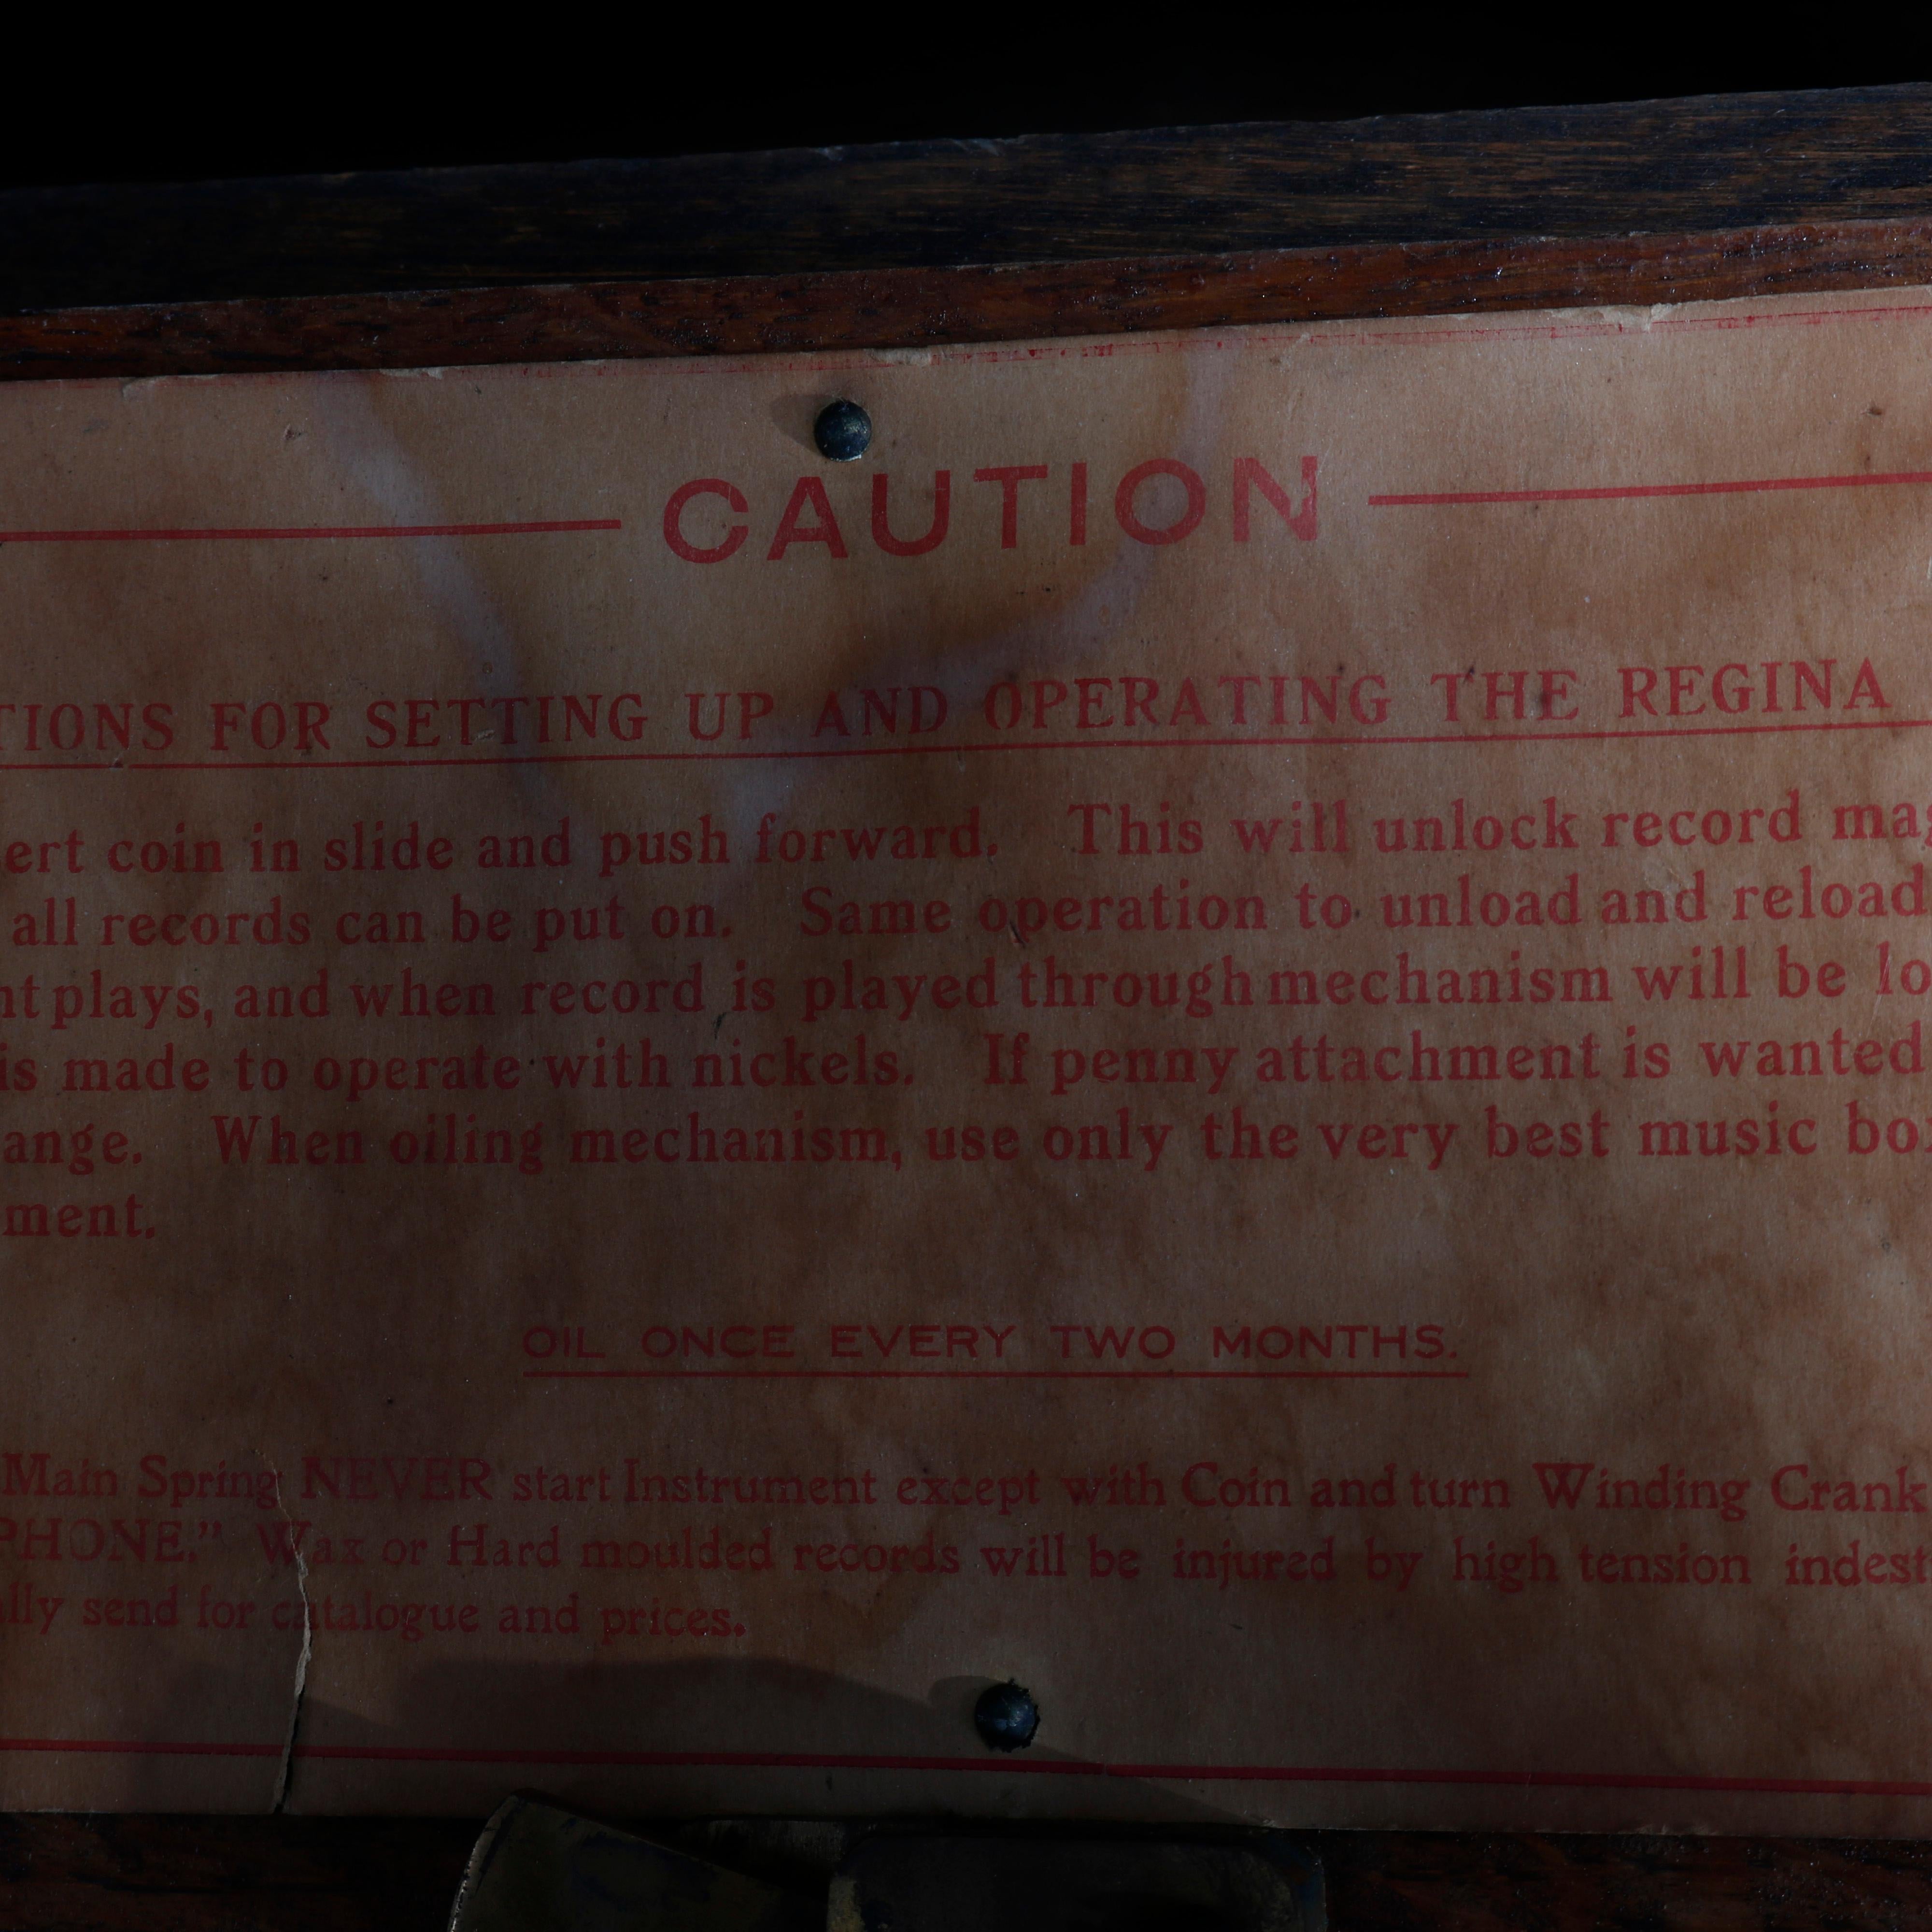 CAUTION
TIONS FOR SETTING UP AND OPERATING THE REGINA
ert coin in slide and push forward. This will unlock record mag
all records can be put on. Same operation to unload and reload
nt plays, and when record is played through mechanism will be lo
is made to operate with nickels. If penny attachment is wanted
ange. When oiling mechanism, use only the very best music bo
ment.
OIL ONCE EVERY TWO MONTHS.
Main Spring NEVER start Instrument except with Coin and turn Winding Crank
PHONE." Wax or Hard moulded records will be injured by high tension indest
lly send for catalogue and prices.